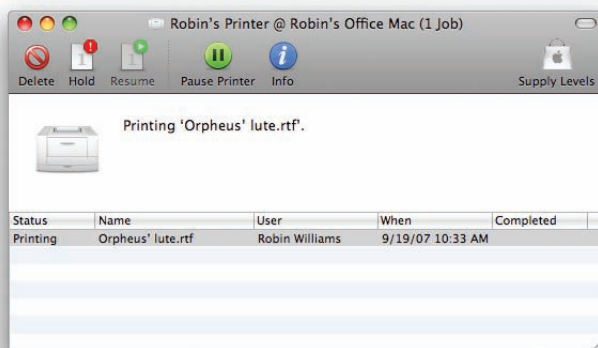 Robin's Printer @ Robin's Office Mac (1 Job)
Delete Hold Resume Pause Printer Info Supply Levels
Printing 'Orpheus' lute.rtf'.
Status Name User When Completed
Printing Orpheus' lute.rtf Robin Williams 9/19/07 10:33 AM